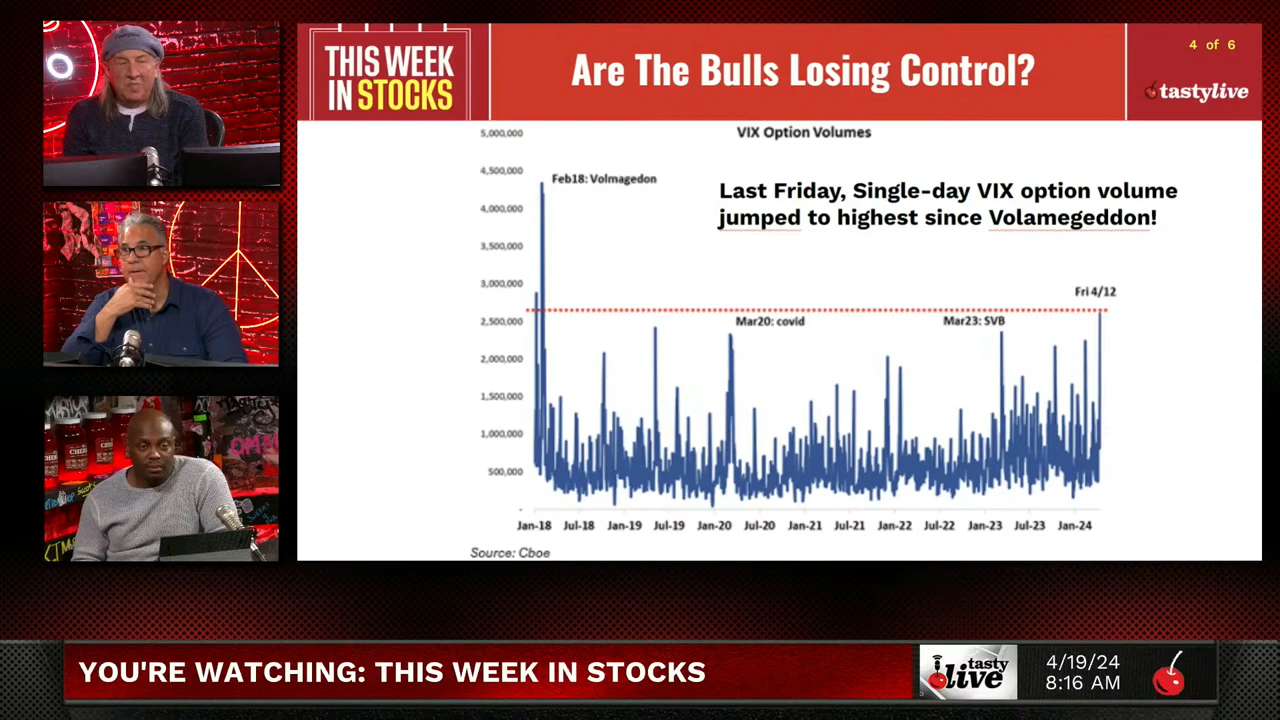 THIS WEEK
IN STOCKS
Are The Bulls Losing Control?
4 of 6
tastylive
VIX Option Volumes
Last Friday, Single-day VIX option volume
jumped to highest since Volamegeddon!
5,000,000
4,500,000
4,000,000
3,500,000
3,000,000
2,500,000
2,000,000
1,500,000
1,000,000
500,000
-
Feb18: Volmagedon
Mar20: covid
Mar23: SVB
Fri 4/12
Jan-18 Jul-18 Jan-19 Jul-19 Jan-20 Jul-20 Jan-21 Jul-21 Jan-22 Jul-22 Jan-23 Jul-23 Jan-24
Source: Cboe
YOU'RE WATCHING: THIS WEEK IN STOCKS
tasty
live
4/19/24
8:16 AM